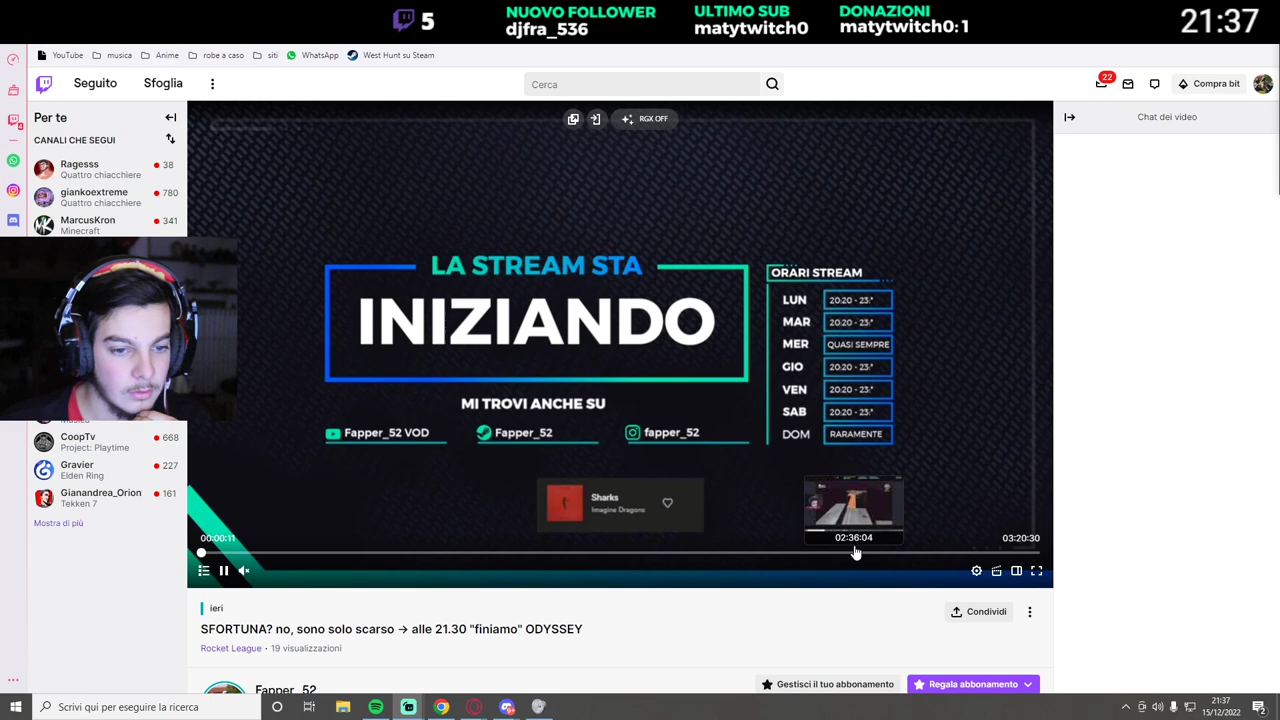 5
NUOVO FOLLOWER
djfra_536
ULTIMO SUB
matytwitch0
DONAZIONI
matytwitch0: 1
21:37
YouTube musica Anime robe a caso siti WhatsApp West Hunt su Steam
Seguito Sfoglia Cerca 22 Compra bit
Per te
CANALI CHE SEGUI
Ragesss 38
Quattro chiacchiere
giankoextreme 780
Quattro chiacchiere
MarcusKron 341
Minecraft
CoopTv 668
Project: Playtime
Gravier 227
Elden Ring
Gianandrea_Orion 161
Tekken 7
Mostra di più
RGX OFF
LA STREAM STA
INIZIANDO
MI TROVI ANCHE SU
Fapper_52 VOD Fapper_52 fapper_52
ORARI STREAM
LUN 20:20 - 23:*
MAR 20:20 - 23:*
MER QUASI SEMPRE
GIO 20:20 - 23:*
VEN 20:20 - 23:*
SAB 20:20 - 23:*
DOM RARAMENTE
Sharks
Imagine Dragons
02:36:04
00:00:11 03:20:30
Chat dei video
ieri
Condividi
SFORTUNA? no, sono solo scarso -> alle 21.30 "finiamo" ODYSSEY
Rocket League • 19 visualizzazioni
Fapper_52
Gestisci il tuo abbonamento
Regala abbonamento
Scrivi qui per eseguire la ricerca
21:37
15/12/2022
2